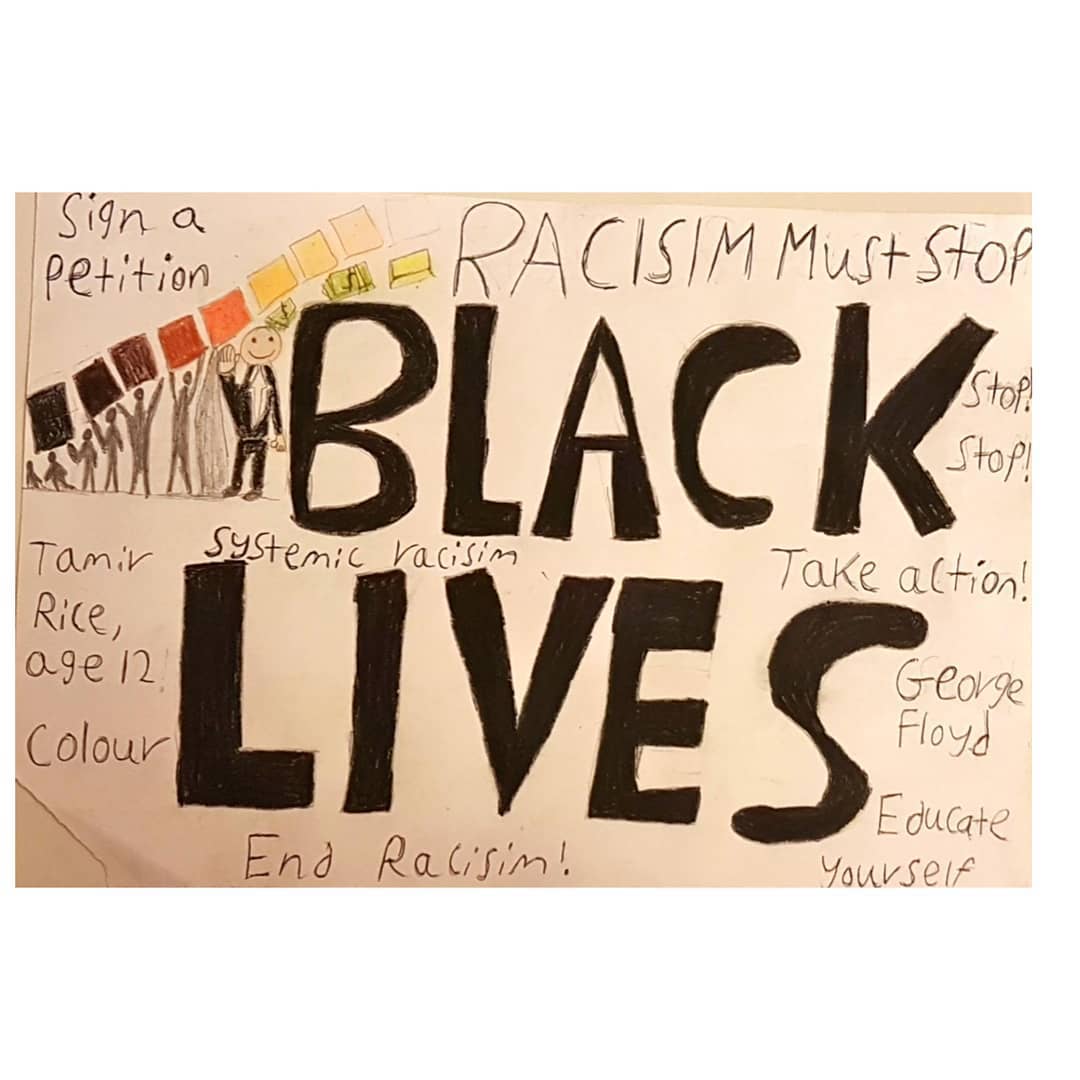 Sign a
petition
RACISIM Must Stop
BLACK
Stop!
Stop!
systemic racisim
Take action!
LIVES
Tamir
Rice,
age 12
Colour
George
Floyd
Educate
yourself
End Racisim!